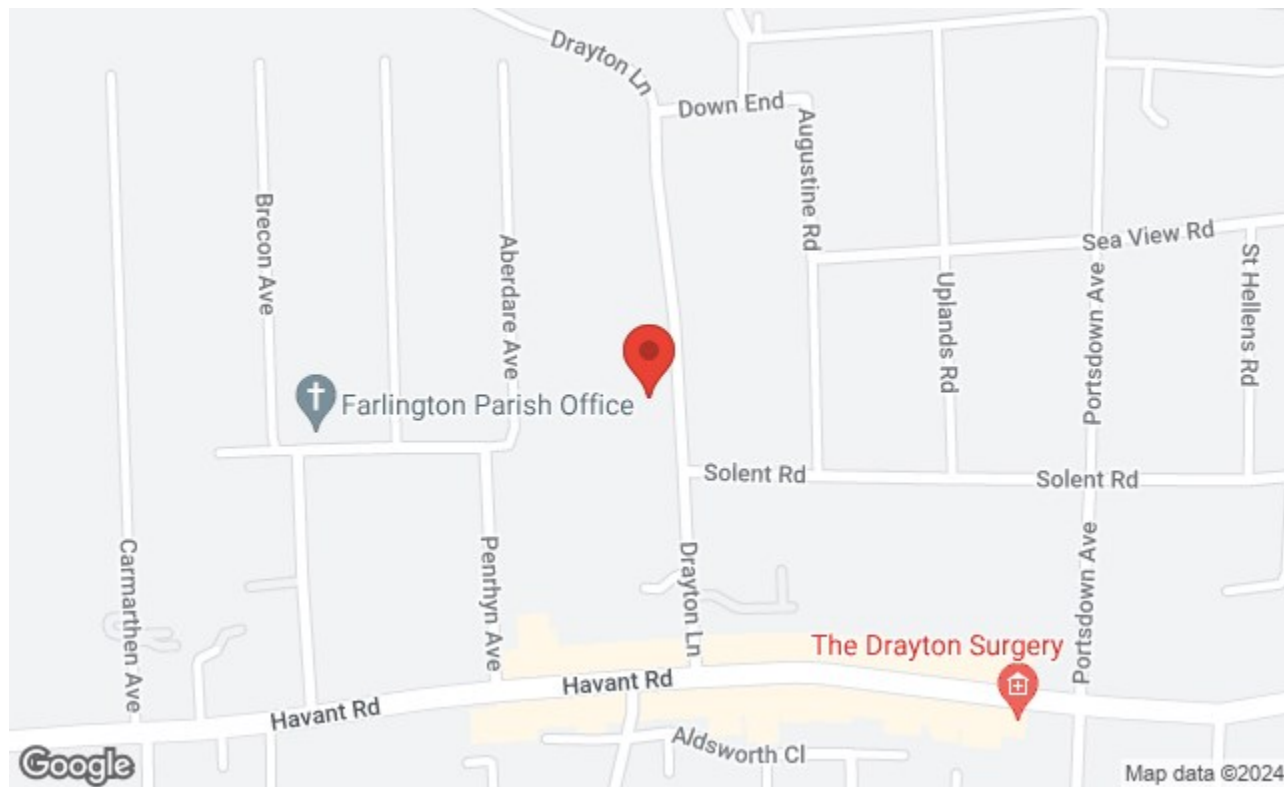 Drayton Ln
Down End
Augustine Rd
Brecon Ave
Aberdare Ave
Sea View Rd
Uplands Rd
Portsdown Ave
St Hellens Rd
Farlington Parish Office
Solent Rd
Solent Rd
Carmarthen Ave
Penrhyn Ave
Drayton Ln
Portsdown Ave
The Drayton Surgery
Havant Rd
Havant Rd
Aldsworth Cl
Google
Map data ©2024